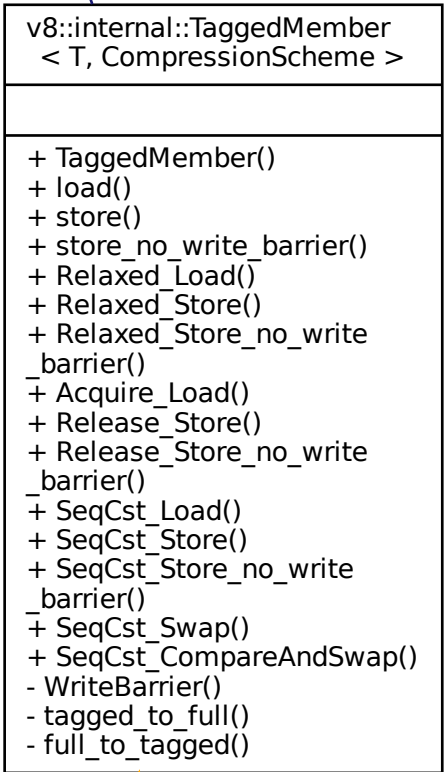 v8::internal::TaggedMember
< T, CompressionScheme >
+ TaggedMember()
+ load()
+ store()
+ store_no_write_barrier()
+ Relaxed_Load()
+ Relaxed_Store()
+ Relaxed_Store_no_write
_barrier()
+ Acquire_Load()
+ Release_Store()
+ Release_Store_no_write
_barrier()
+ SeqCst_Load()
+ SeqCst_Store()
+ SeqCst_Store_no_write
_barrier()
+ SeqCst_Swap()
+ SeqCst_CompareAndSwap()
- WriteBarrier()
- tagged_to_full()
- full_to_tagged()